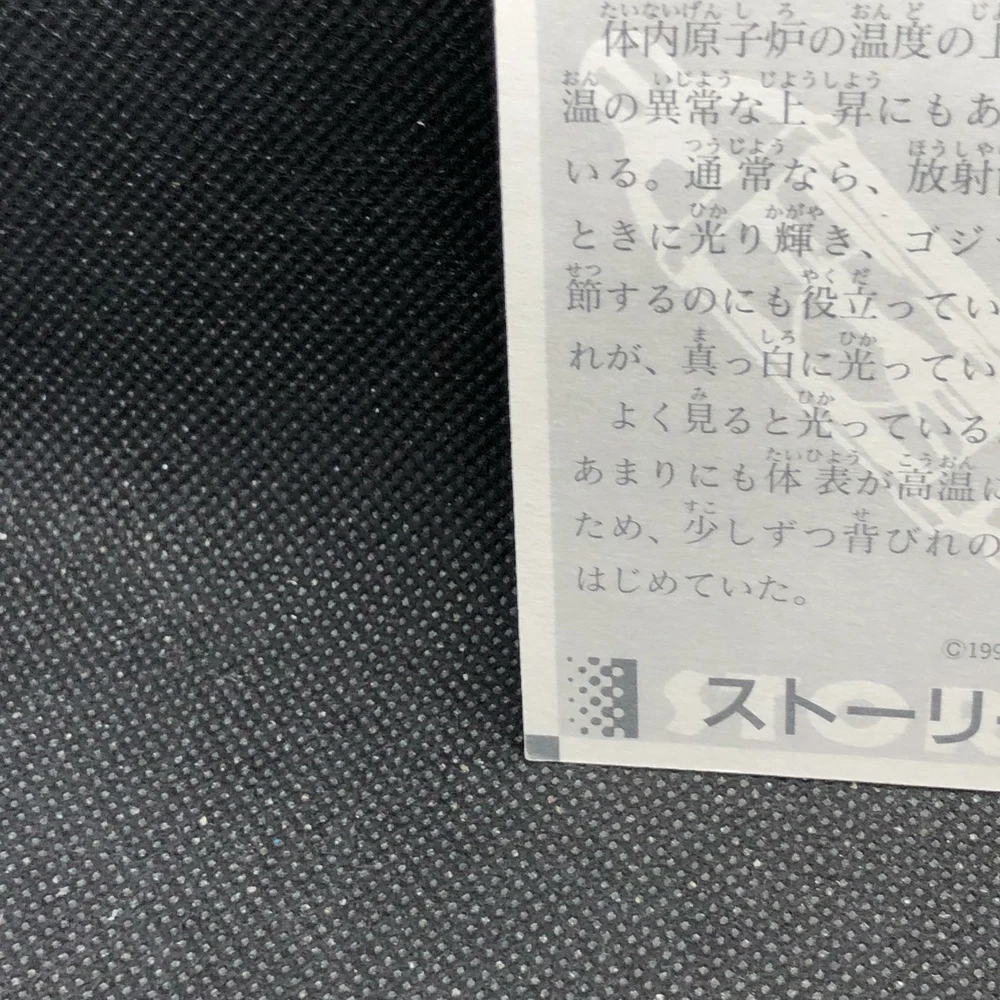 体内原子炉の温度の上
温の異常な上昇にもあ
いる。通常なら、放射
ときに光り輝き、ゴジ
節するのにも役立ってい
れが、真っ白に光ってい
よく見ると光っている
あまりにも体表が高温に
ため、少しずつ背びれの
はじめていた。
©199
ストーリ